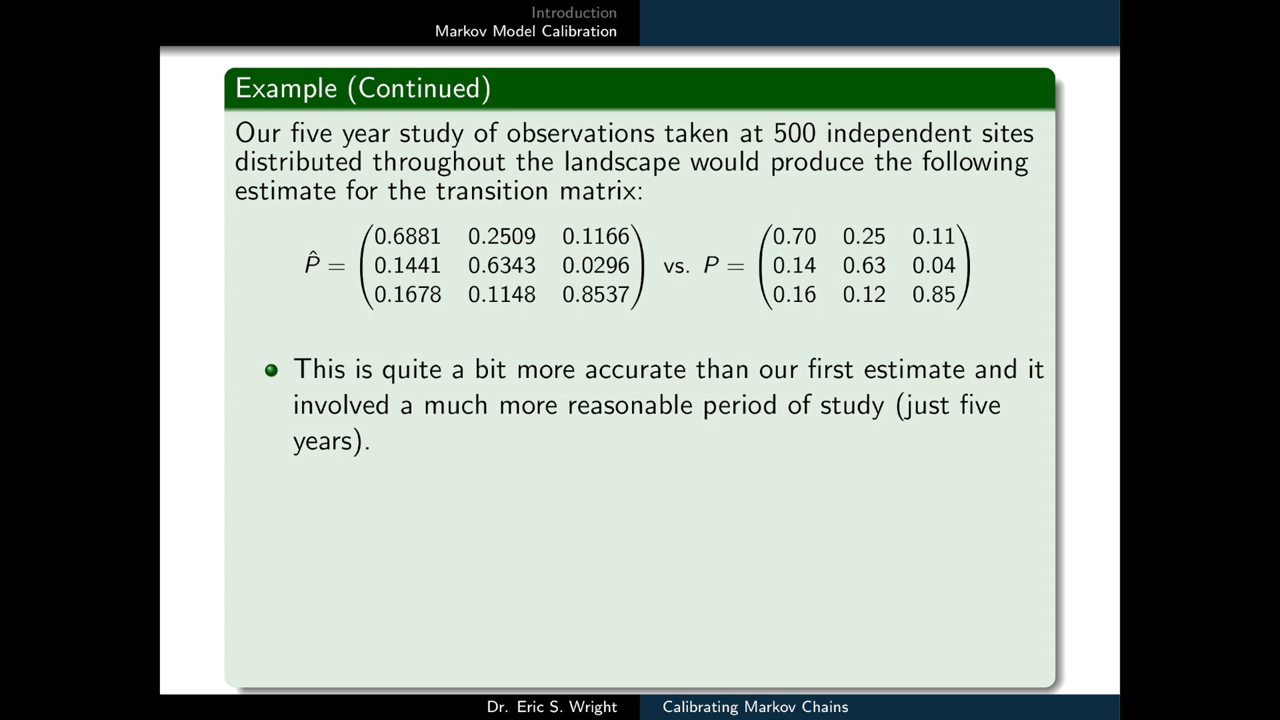 Introduction
Markov Model Calibration
Example (Continued)
Our five year study of observations taken at 500 independent sites
distributed throughout the landscape would produce the following
estimate for the transition matrix:
0.6881 0.2509 0.1166 0.70 0.25 0.11
P̂ = 0.1441 0.6343 0.0296 vs. P = 0.14 0.63 0.04
0.1678 0.1148 0.8537 0.16 0.12 0.85
This is quite a bit more accurate than our first estimate and it
involved a much more reasonable period of study (just five
years).
Dr. Eric S. Wright Calibrating Markov Chains